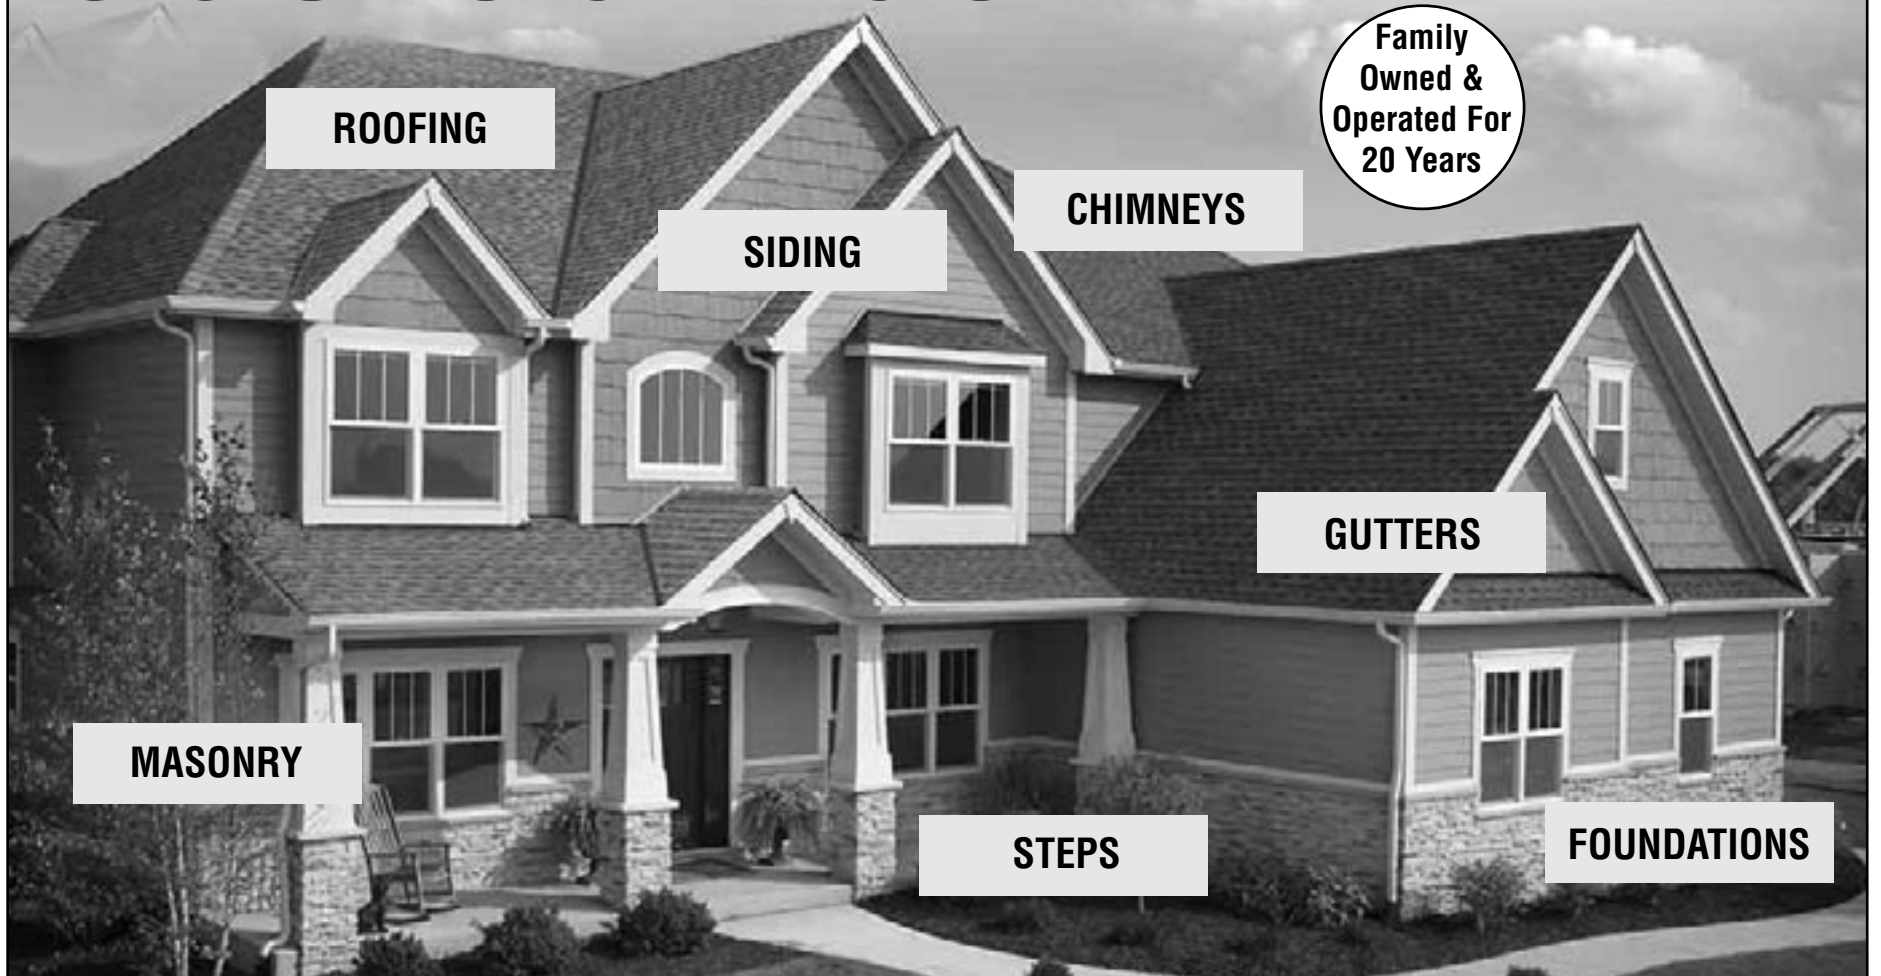 Family
Owned &
Operated For
20 Years
ROOFING
CHIMNEYS
SIDING
GUTTERS
MASONRY
STEPS
FOUNDATIONS